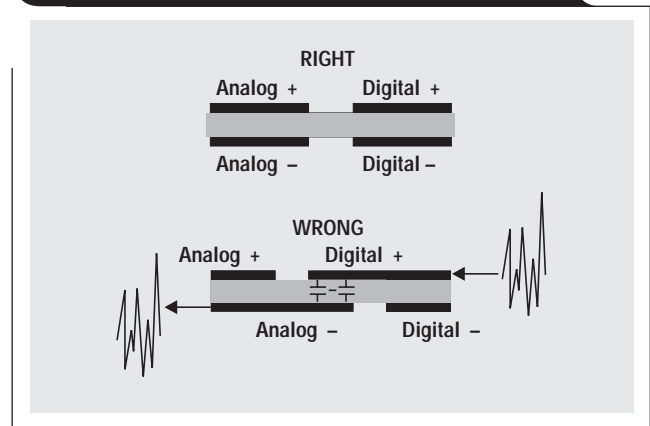 RIGHT
Analog + Digital +
Analog – Digital –
WRONG
Analog + Digital +
Analog – Digital –